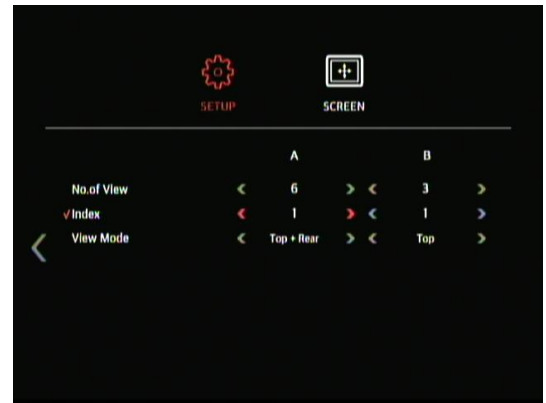 SETUP SCREEN
A B
No.of View 6 3
√Index 1 1
View Mode Top + Rear Top